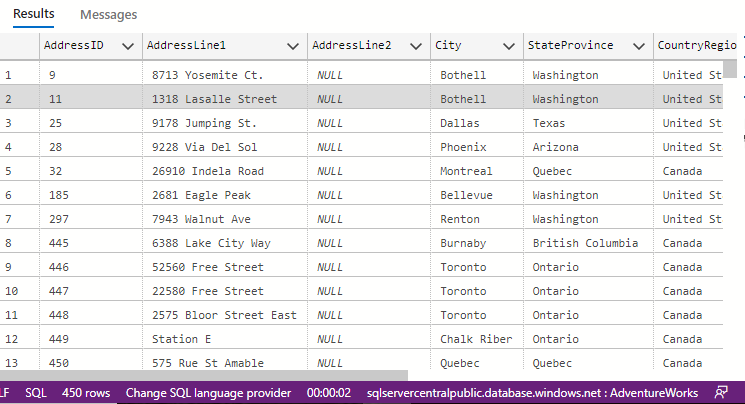 Results Messages
AddressID AddressLine1 AddressLine2 City StateProvince CountryRegio
1 9 8713 Yosemite Ct. NULL Bothell Washington United St
2 11 1318 Lasalle Street NULL Bothell Washington United St
3 25 9178 Jumping St. NULL Dallas Texas United St
4 28 9228 Via Del Sol NULL Phoenix Arizona United St
5 32 26910 Indela Road NULL Montreal Quebec Canada
6 185 2681 Eagle Peak NULL Bellevue Washington United St
7 297 7943 Walnut Ave NULL Renton Washington United St
8 445 6388 Lake City Way NULL Burnaby British Columbia Canada
9 446 52560 Free Street NULL Toronto Ontario Canada
10 447 22580 Free Street NULL Toronto Ontario Canada
11 448 2575 Bloor Street East NULL Toronto Ontario Canada
12 449 Station E NULL Chalk Riber Ontario Canada
13 450 575 Rue St Amable NULL Quebec Quebec Canada
LF SQL 450 rows Change SQL language provider 00:00:02 sqlservercentralpublic.database.windows.net : AdventureWorks